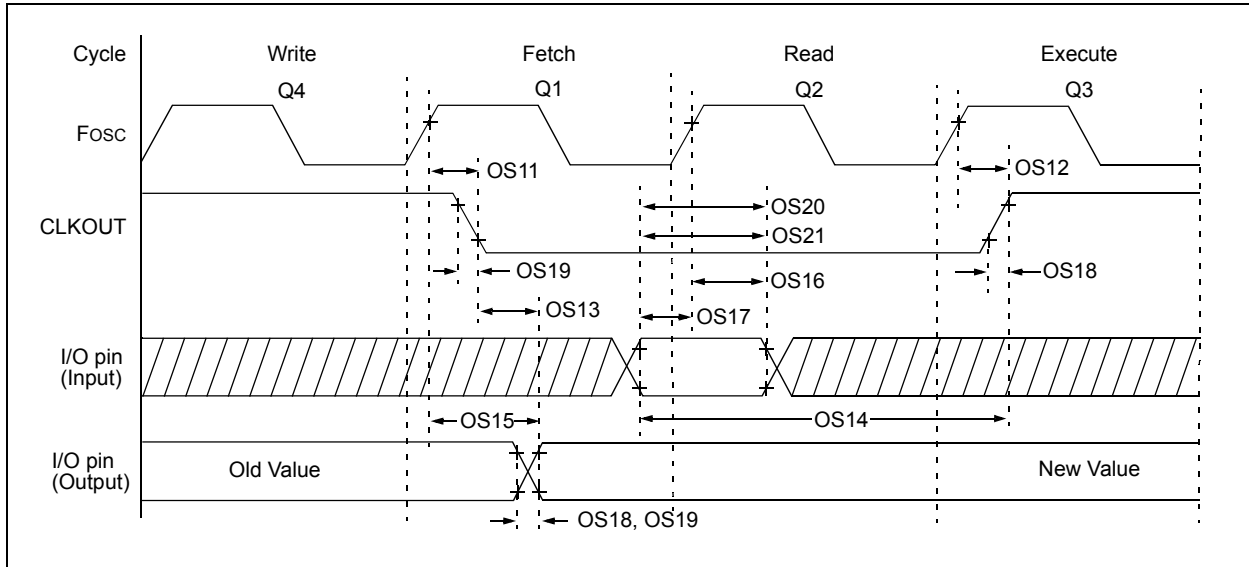 Cycle Write Fetch Read Execute
Q4 Q1 Q2 Q3
FOSC
OS11 OS12
OS20
CLKOUT
OS21
OS19 OS16 OS18
OS13 OS17
I/O pin
(Input)
OS15 OS14
I/O pin
(Output)
Old Value New Value
OS18, OS19